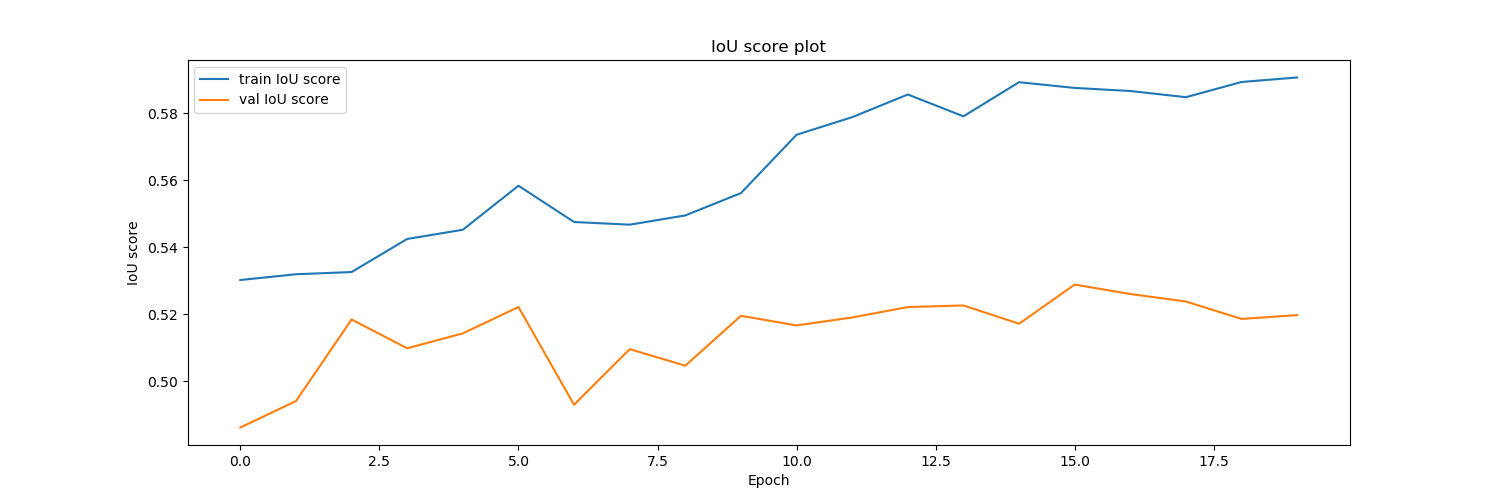 IoU score plot
train IoU score
val IoU score
0.58
0.56
0.54
0.52
0.50
IoU score
0.0 2.5 5.0 7.5 10.0 12.5 15.0 17.5
Epoch